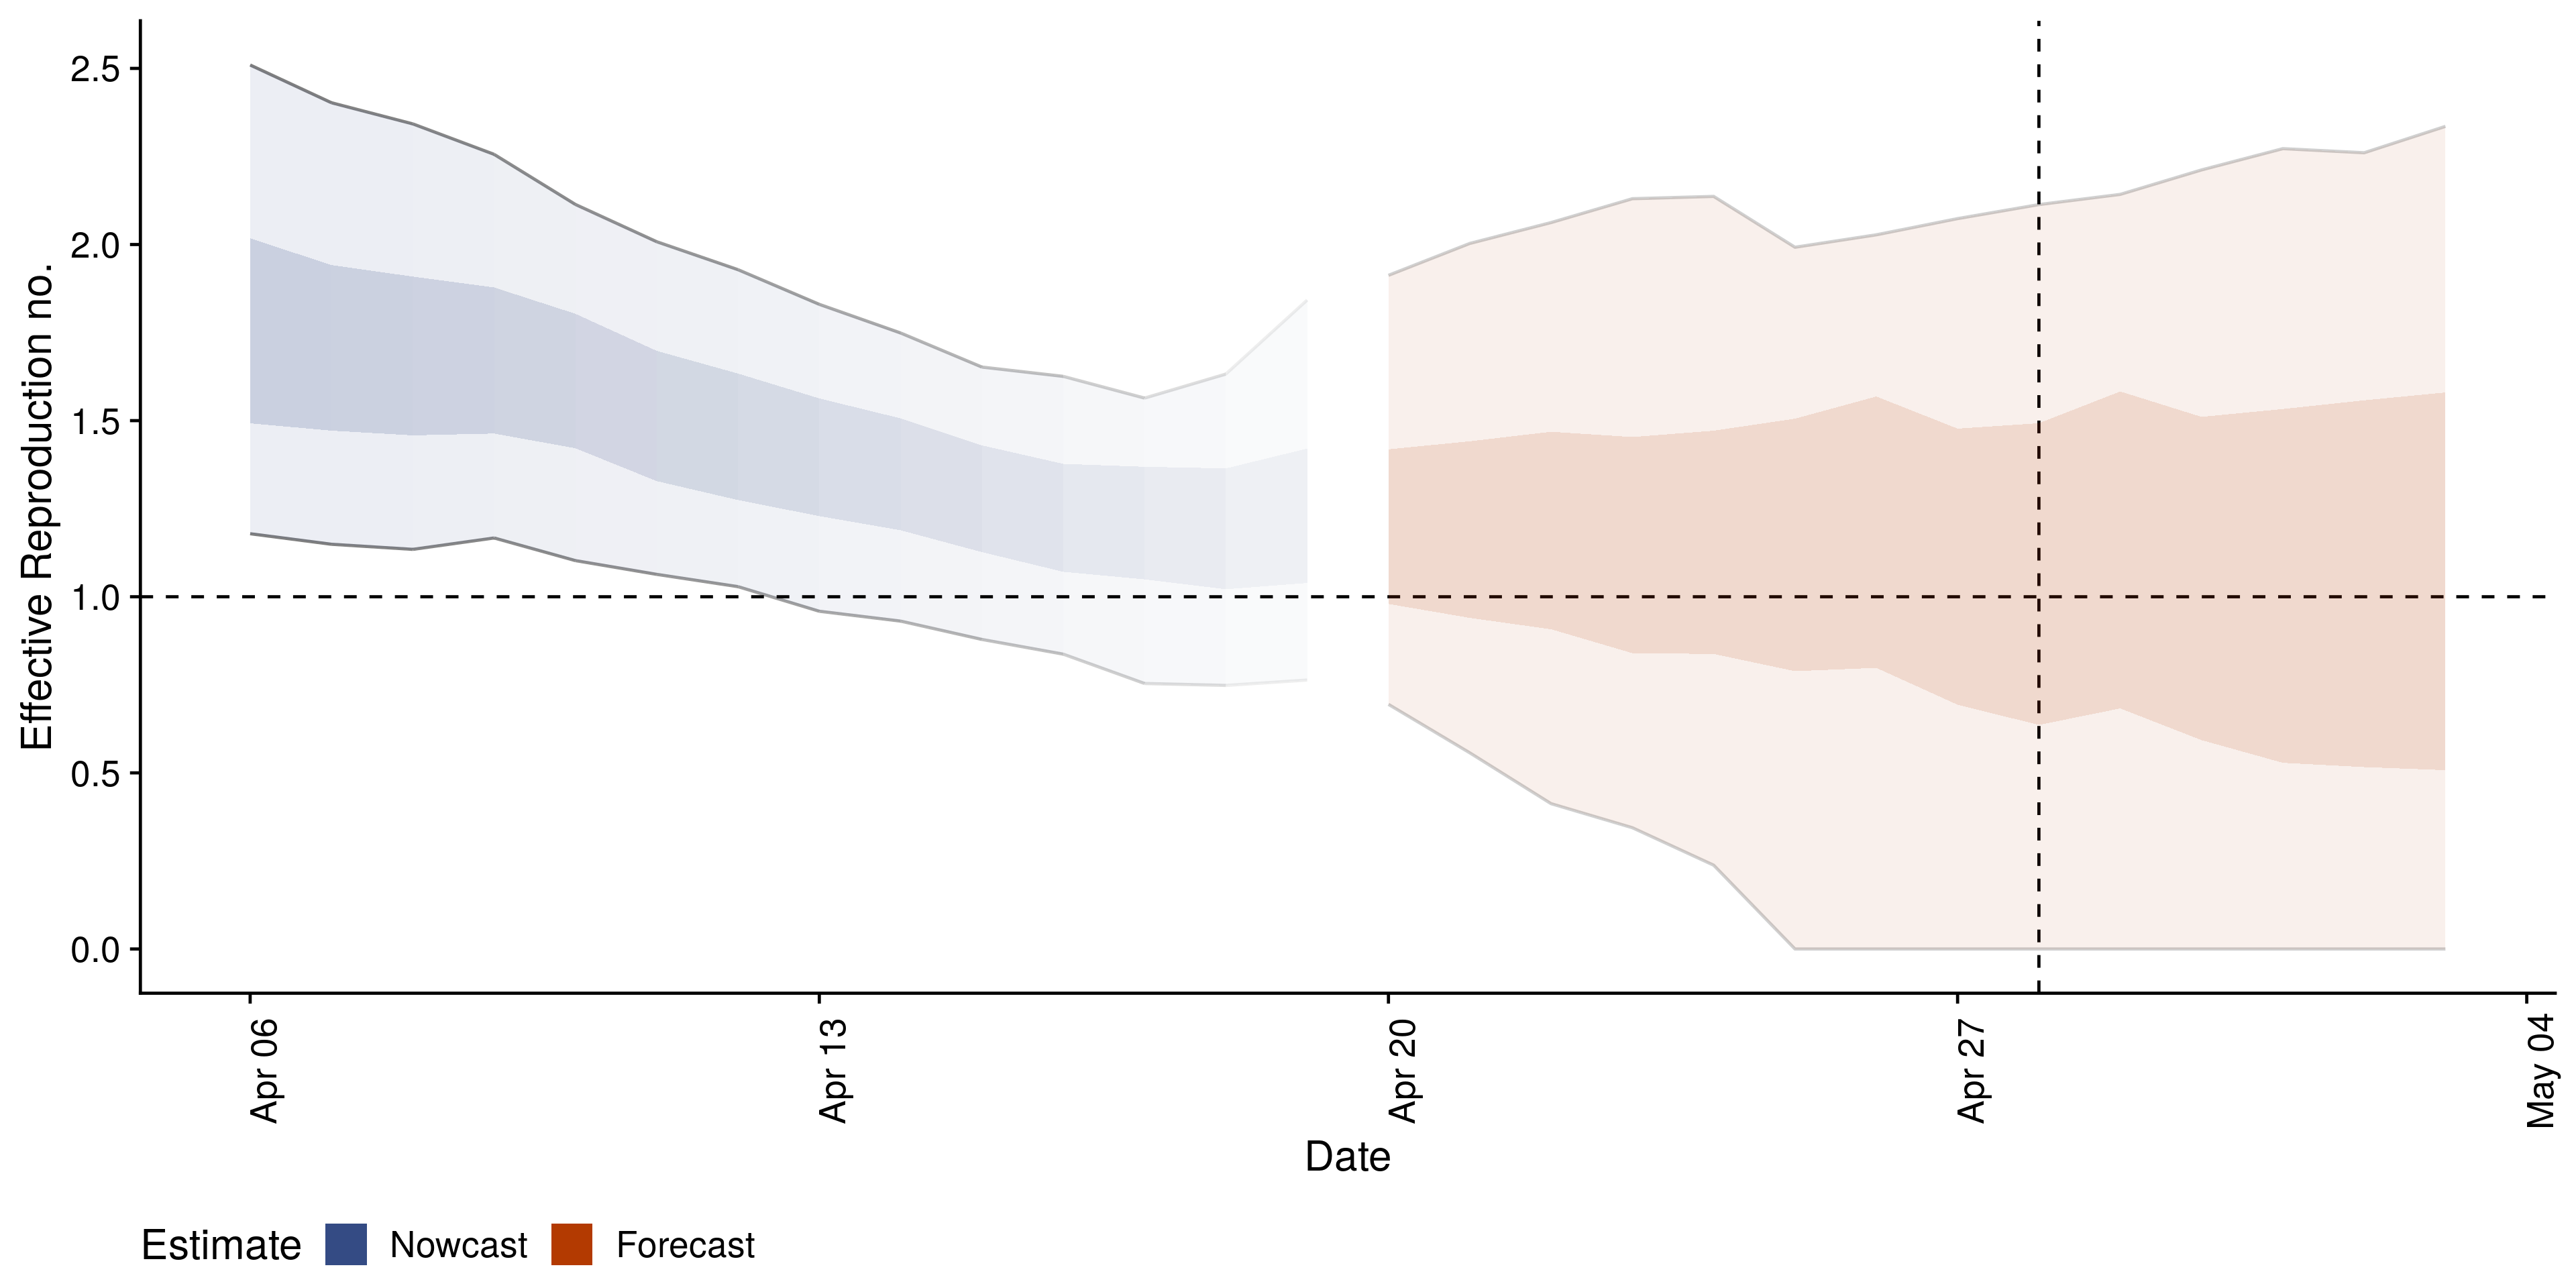 Effective Reproduction no.
2.5
2.0
1.5
1.0
0.5
0.0
Apr 06
Apr 13
Apr 20
Apr 27
May 04
Date
Estimate Nowcast Forecast